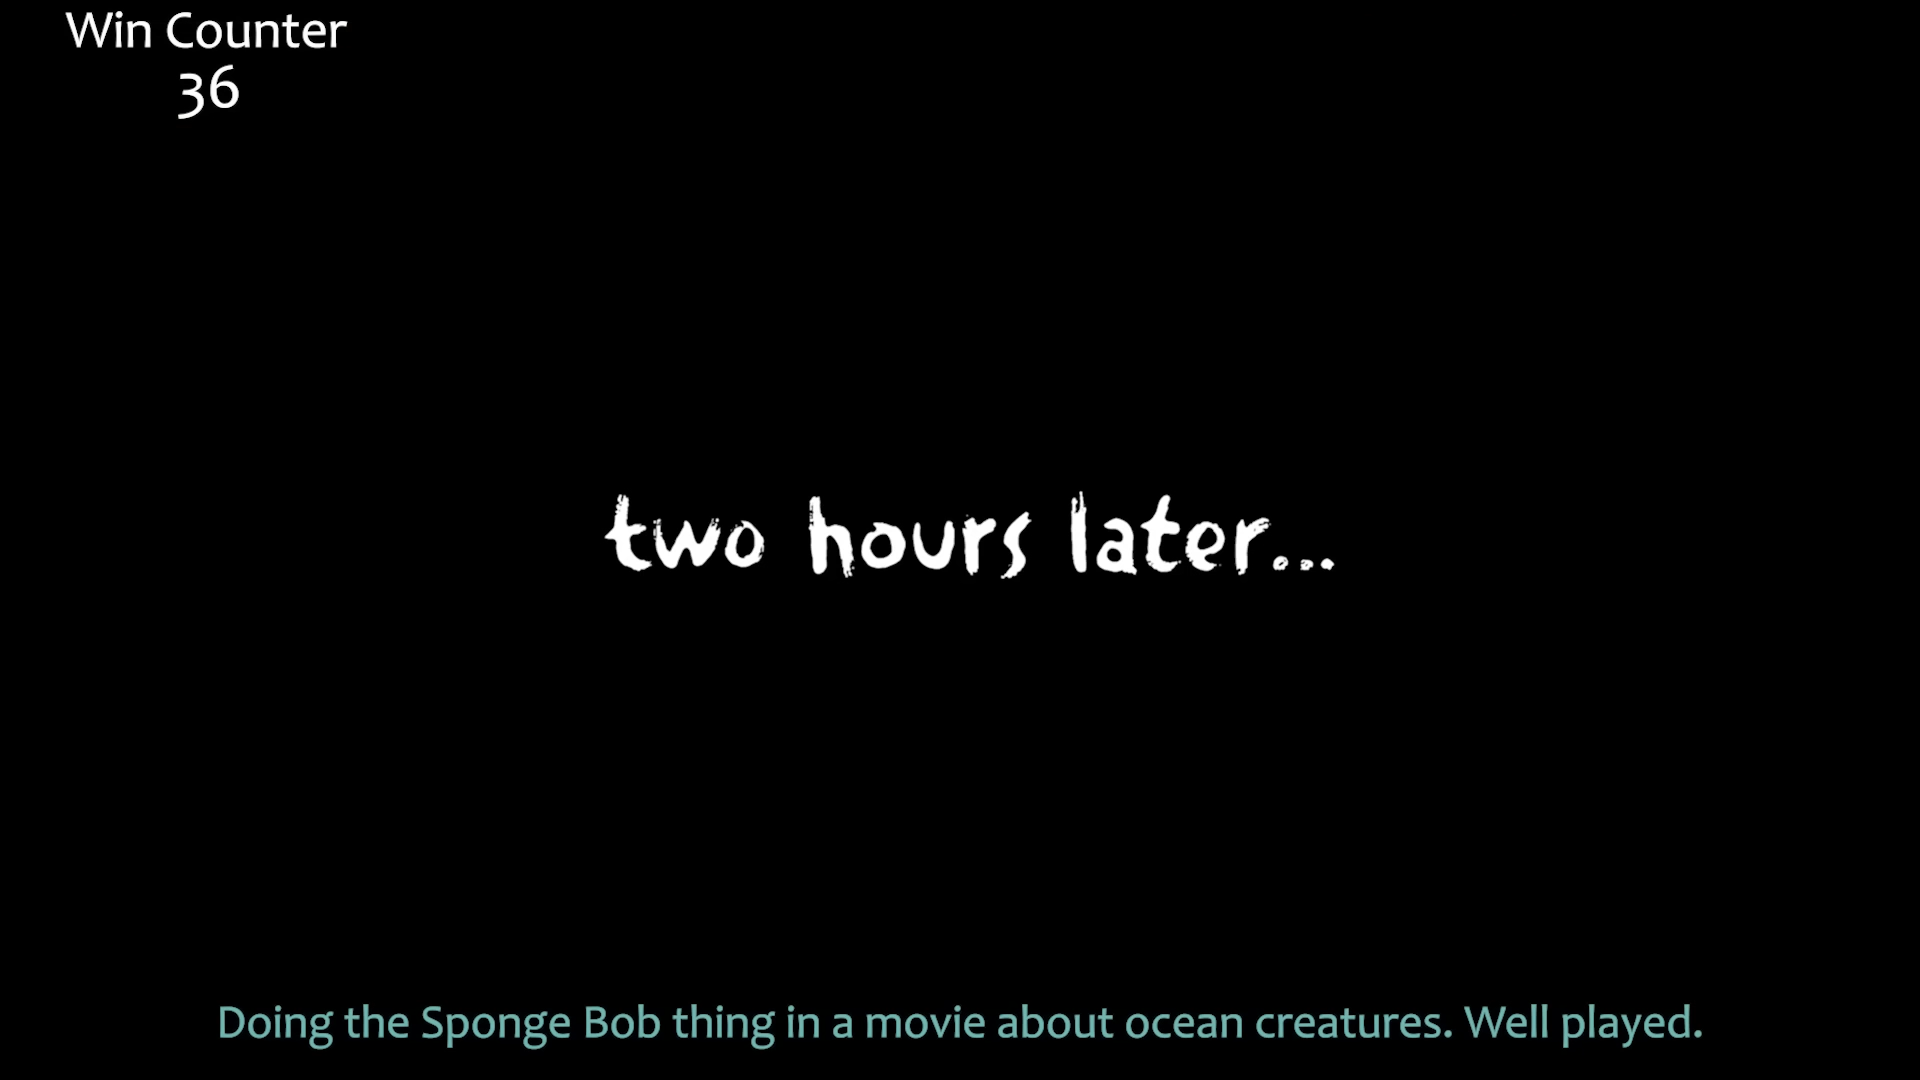 Win Counter
36
two hours later...
Doing the Sponge Bob thing in a movie about ocean creatures. Well played.